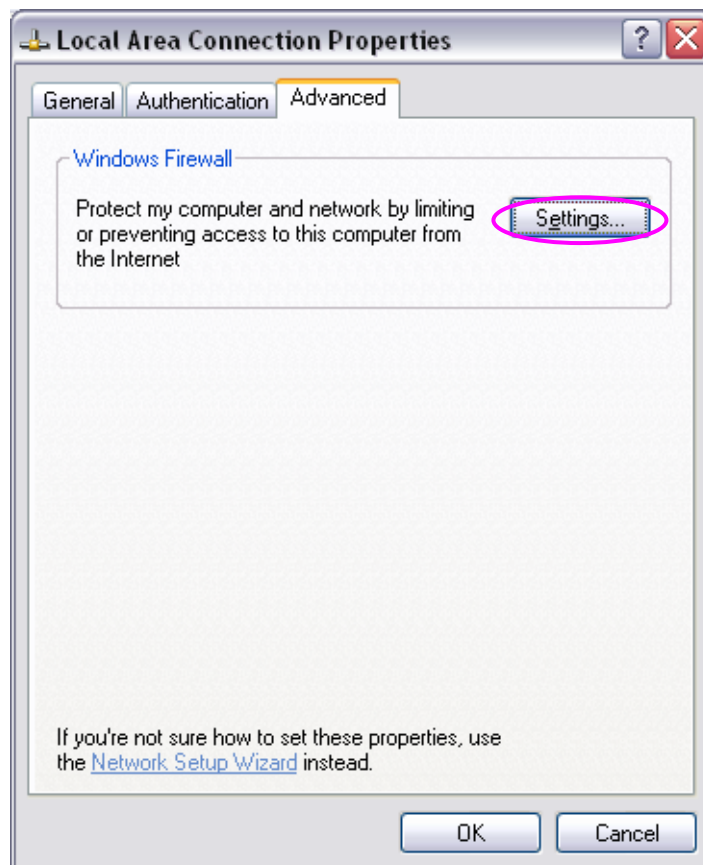 Local Area Connection Properties
General Authentication Advanced
Windows Firewall
Protect my computer and network by limiting
or preventing access to this computer from
the Internet
Settings...
If you're not sure how to set these properties, use
the Network Setup Wizard instead.
OK Cancel